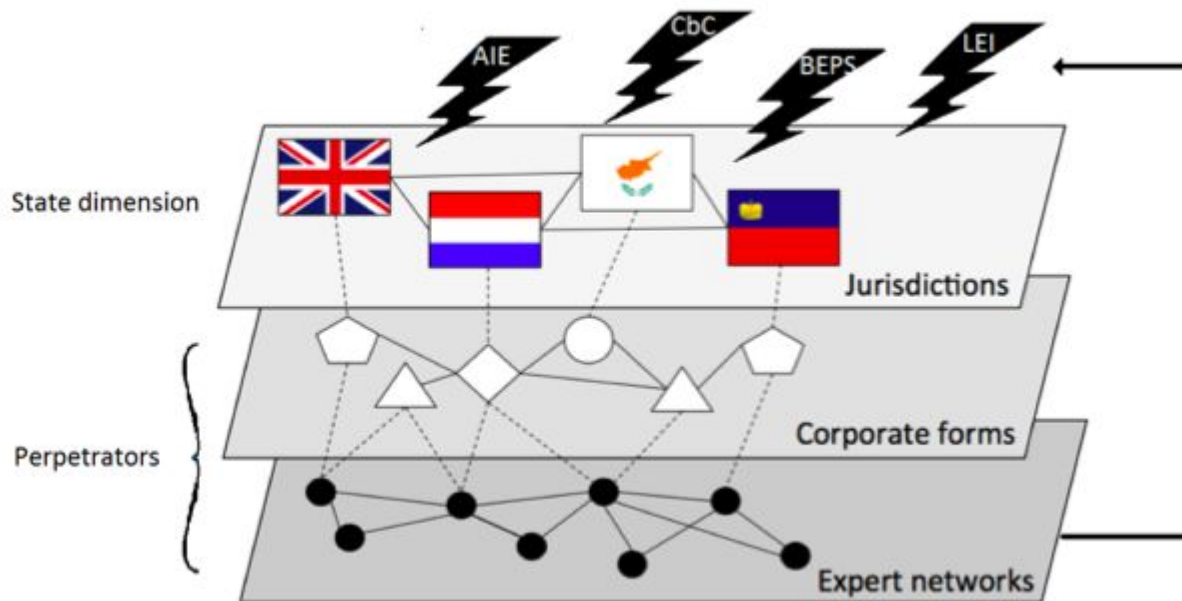 AIE
CbC
BEPS
LEI
State dimension
Jurisdictions
Perpetrators
Corporate forms
Expert networks